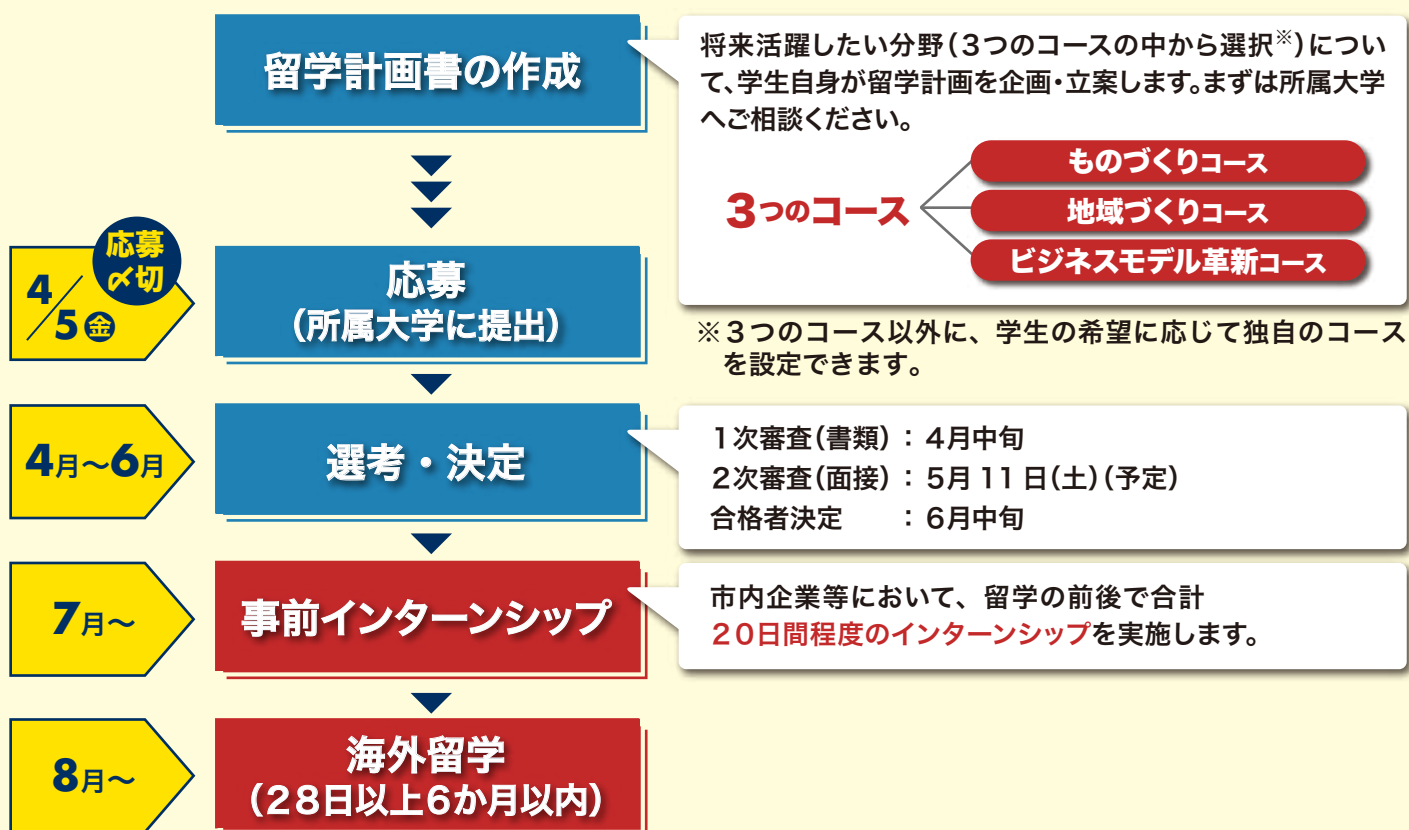 留学計画書の作成
将来活躍したい分野(3つのコースの中から選択※)につい
て、学生自身が留学計画を企画・立案します。まずは所属大学
へご相談ください。
3つのコース
ものづくりコース
地域づくりコース
ビジネスモデル革新コース
※3つのコース以外に、学生の希望に応じて独自のコース
を設定できます。
応募
〆切
4/5金
応募
(所属大学に提出)
4月～6月
選考・決定
1次審査(書類) : 4月中旬
2次審査(面接) : 5月11日(土)(予定)
合格者決定 : 6月中旬
7月～
事前インターンシップ
市内企業等において、留学の前後で合計
20日間程度のインターンシップを実施します。
8月～
海外留学
(28日以上6か月以内)